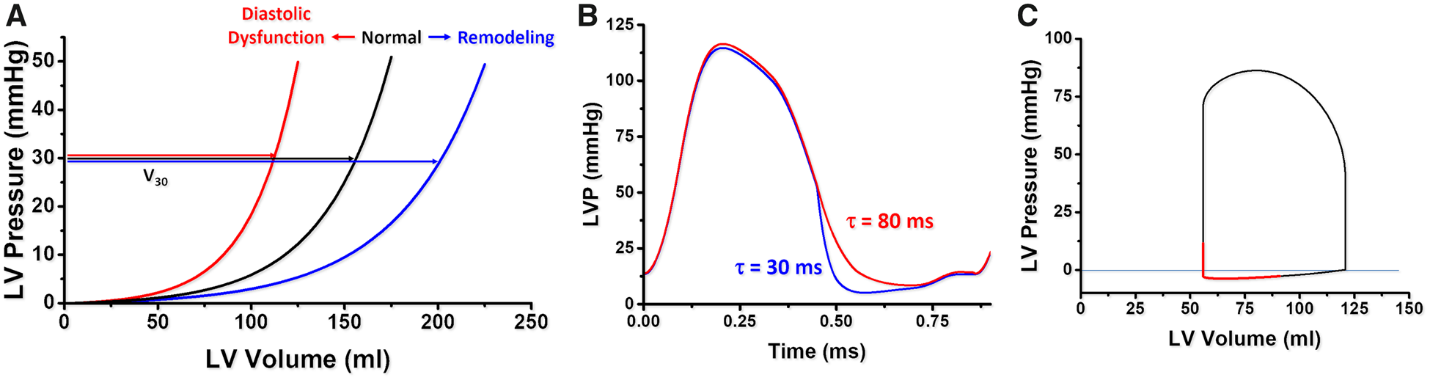 A
Diastolic
Dysfunction
Normal
Remodeling
LV Pressure (mmHg)
50
40
30
20
10
0
V30
0
50
100
150
200
250
LV Volume (ml)
B
LVP (mmHg)
125
100
75
50
25
0
τ = 80 ms
τ = 30 ms
0.00
0.25
0.50
0.75
Time (ms)
C
LV Pressure (mmHg)
100
75
50
25
0
0
25
50
75
100
125
150
LV Volume (ml)